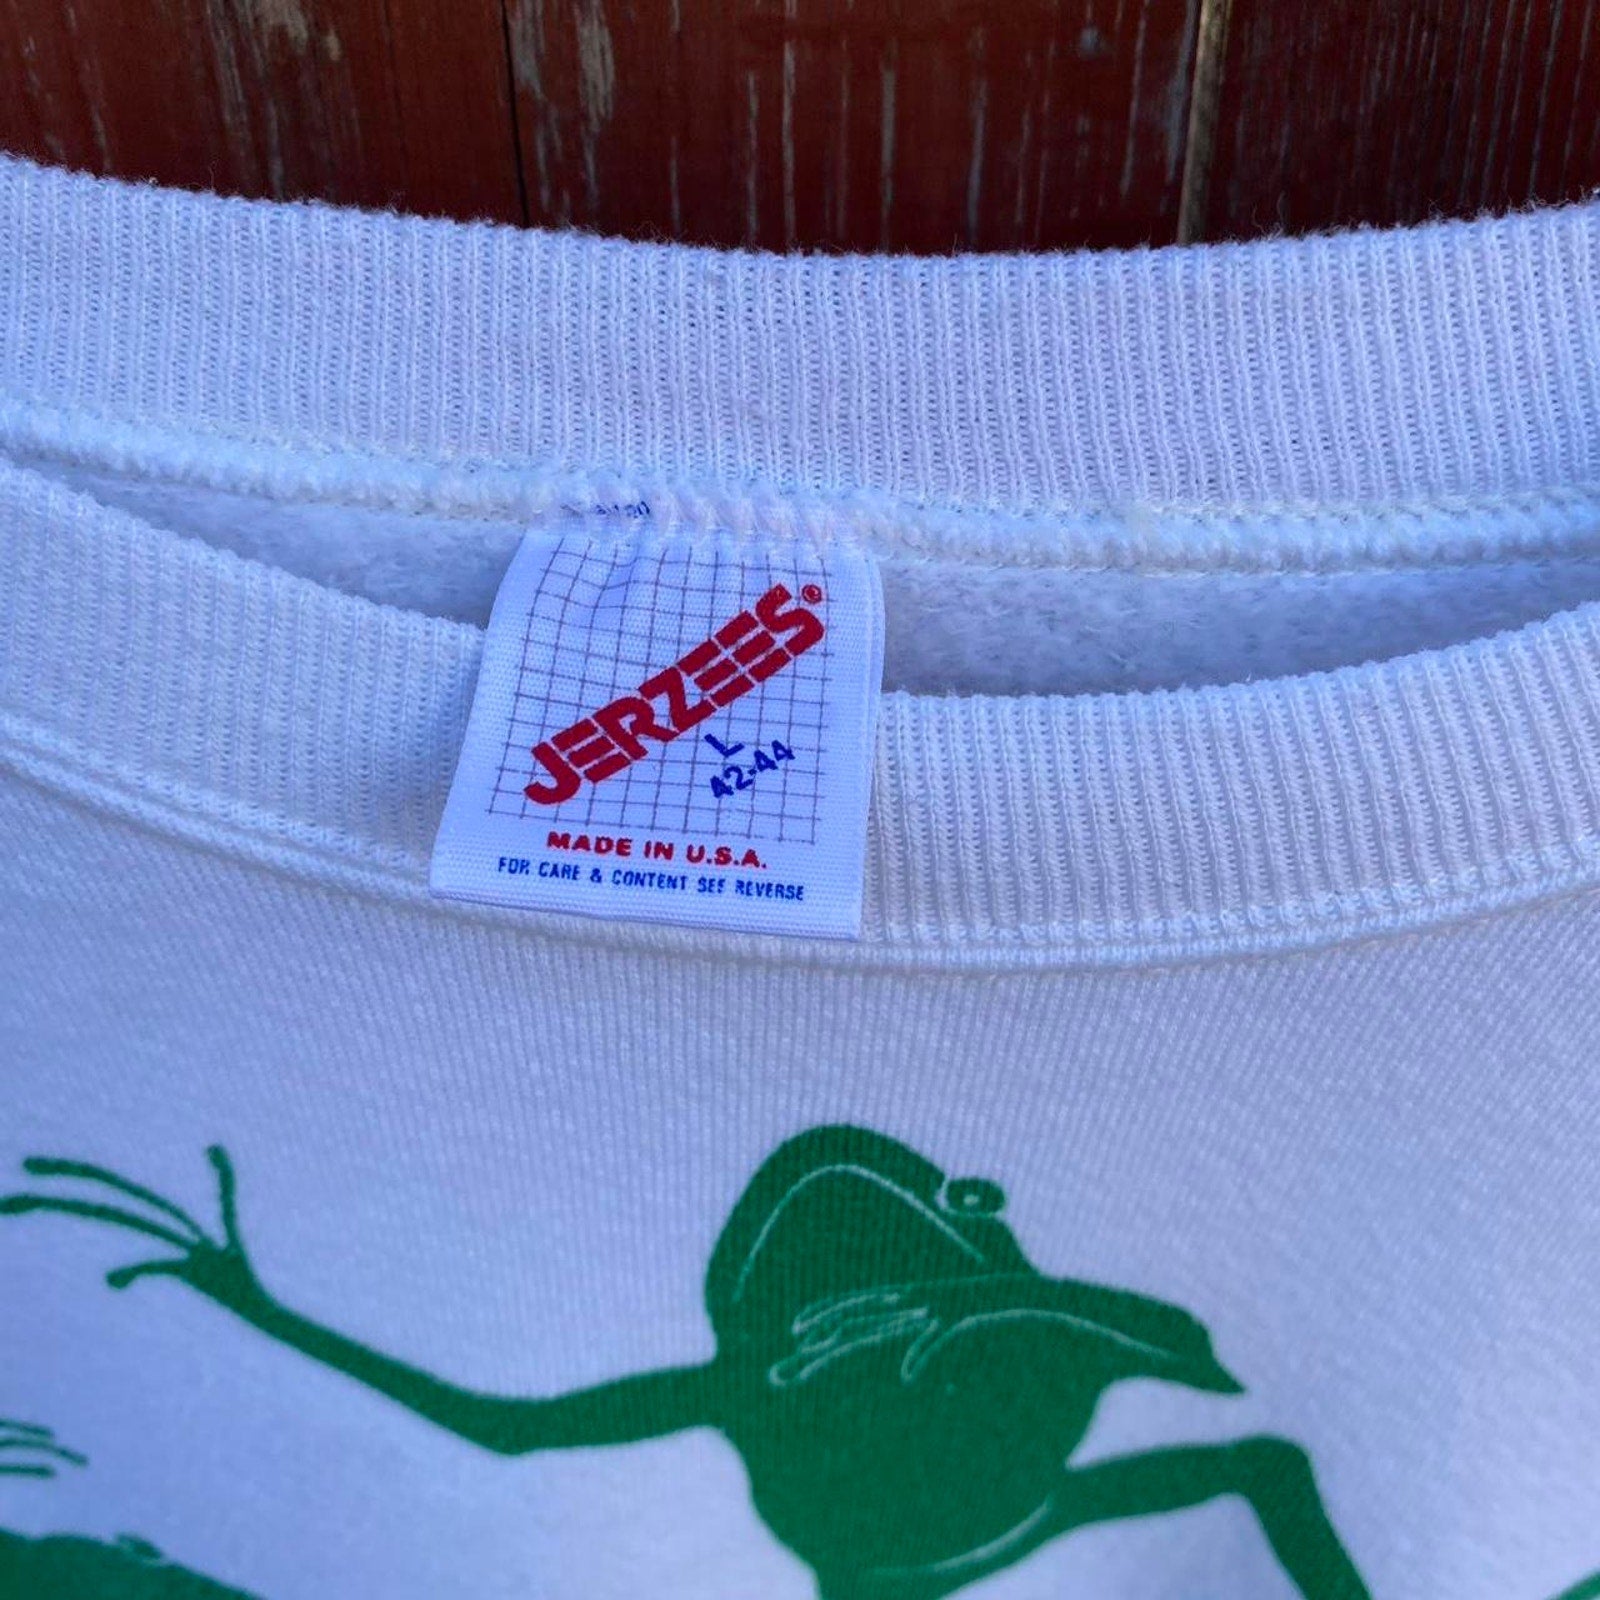 JERZEES®
L
42-44
MADE IN U.S.A.
FOR CARE & CONTENT SEE REVERSE